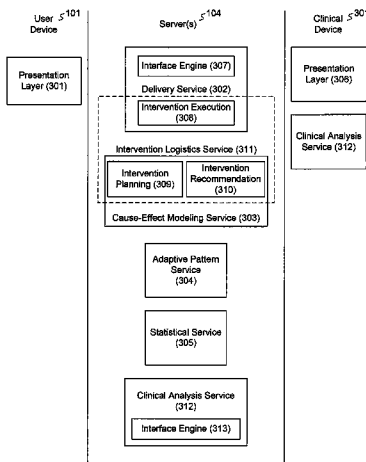 User 101
Device
Server(s) 104
Clinical 301
Device
Presentation
Layer (301)
Interface Engine (307)
Delivery Service (302)
Intervention Execution
(308)
Intervention Logistics Service (311)
Intervention
Planning (309)
Intervention
Recommendation
(310)
Cause-Effect Modeling Service (303)
Adaptive Pattern
Service
(304)
Statistical Service
(305)
Clinical Analysis Service
(312)
Interface Engine (313)
Presentation
Layer (306)
Clinical Analysis
Service (312)